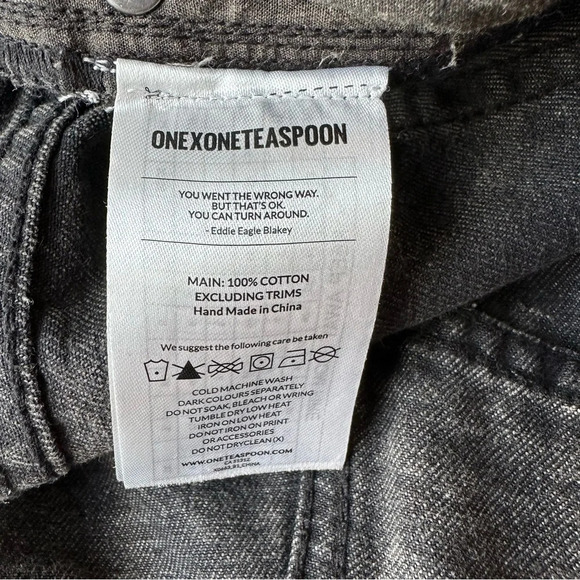 ONEXONETEASPOON
YOU WENT THE WRONG WAY.
BUT THAT'S OK.
YOU CAN TURN AROUND.
- Eddie Eagle Blakey
MAIN: 100% COTTON
EXCLUDING TRIMS
Hand Made in China
We suggest the following care be taken
COLD MACHINE WASH
DARK COLOURS SEPARATELY
DO NOT SOAK, BLEACH OR WRING
TUMBLE DRY LOW HEAT
IRON ON LOW HEAT
DO NOT IRON ON PRINT
OR ACCESSORIES
DO NOT DRYCLEAN (X)
WWW.ONETEASPOON.COM